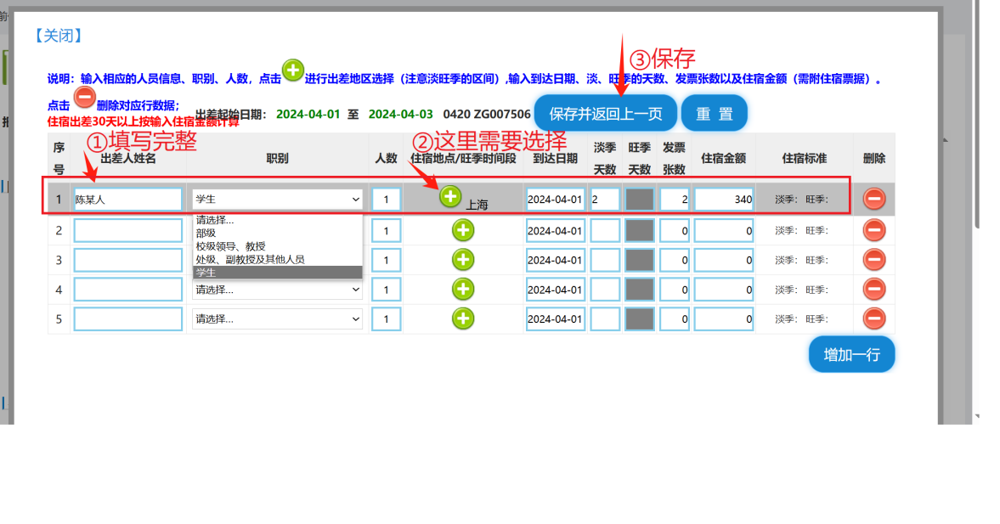 【关闭】
③保存
说明：输入相应的人员信息、职别、人数，点击 进行出差地区选择（注意淡旺季的区间）,输入到达日期、淡、旺季的天数、发票张数以及住宿金额（需附住宿票据）。
点击 删除对应行数据；
住宿出差30天以上按输入住宿金额计算
出差起始日期： 2024-04-01 至 2024-04-03 0420 ZG007506 保存并返回上一页 重 置
①填写完整 ②这里需要选择
序号 出差人姓名 职别 人数 住宿地点/旺季时间段 到达日期 淡季天数 旺季天数 发票张数 住宿金额 住宿标准 删除
1 陈某人 学生 1 上海 2024-04-01 2 2 340 淡季： 旺季：
请选择...
部级
校级领导、教授
处级、副教授及其他人员
学生
2 1 2024-04-01 0 0 淡季： 旺季：
3 1 2024-04-01 0 0 淡季： 旺季：
4 请选择... 1 2024-04-01 0 0 淡季： 旺季：
5 请选择... 1 2024-04-01 0 0 淡季： 旺季：
增加一行